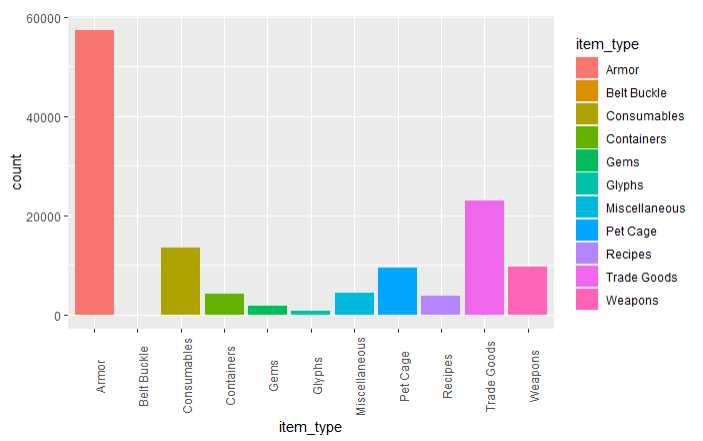 60000
40000
20000
0
count
Armor
Belt Buckle
Consumables
Containers
Gems
Glyphs
Miscellaneous
Pet Cage
Recipes
Trade Goods
Weapons
item_type
item_type
Armor
Belt Buckle
Consumables
Containers
Gems
Glyphs
Miscellaneous
Pet Cage
Recipes
Trade Goods
Weapons